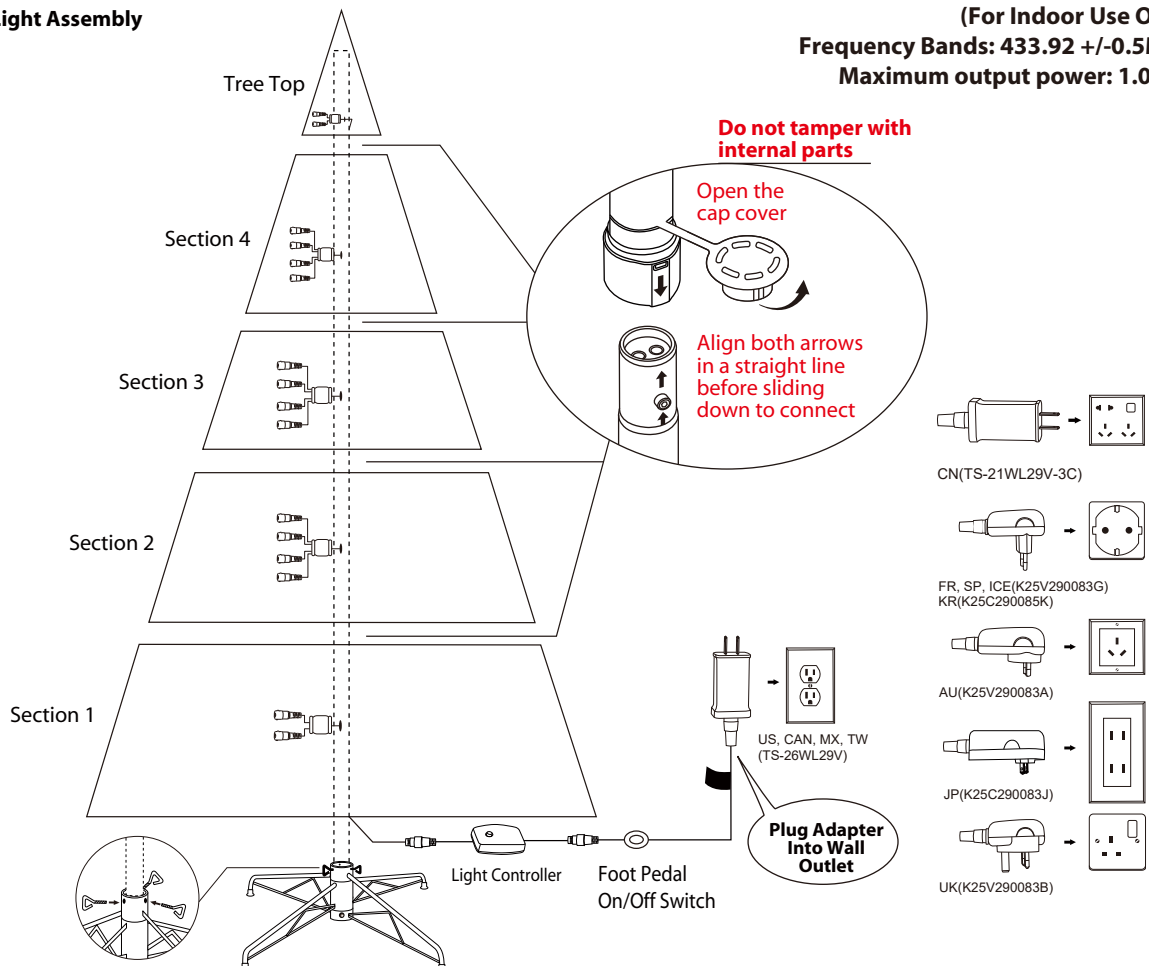 Light Assembly
(For Indoor Use O
Frequency Bands: 433.92 +/-0.5
Maximum output power: 1.0
Tree Top
Do not tamper with
internal parts
Open the
cap cover
Section 4
Align both arrows
in a straight line
before sliding
down to connect
Section 3
CN(TS-21WL29V-3C)
Section 2
FR, SP, ICE(K25V290083G)
KR(K25C290085K)
AU(K25V290083A)
Section 1
US, CAN, MX, TW
(TS-26WL29V)
JP(K25C290083J)
Plug Adapter
Into Wall
Outlet
Light Controller
Foot Pedal
On/Off Switch
UK(K25V290083B)